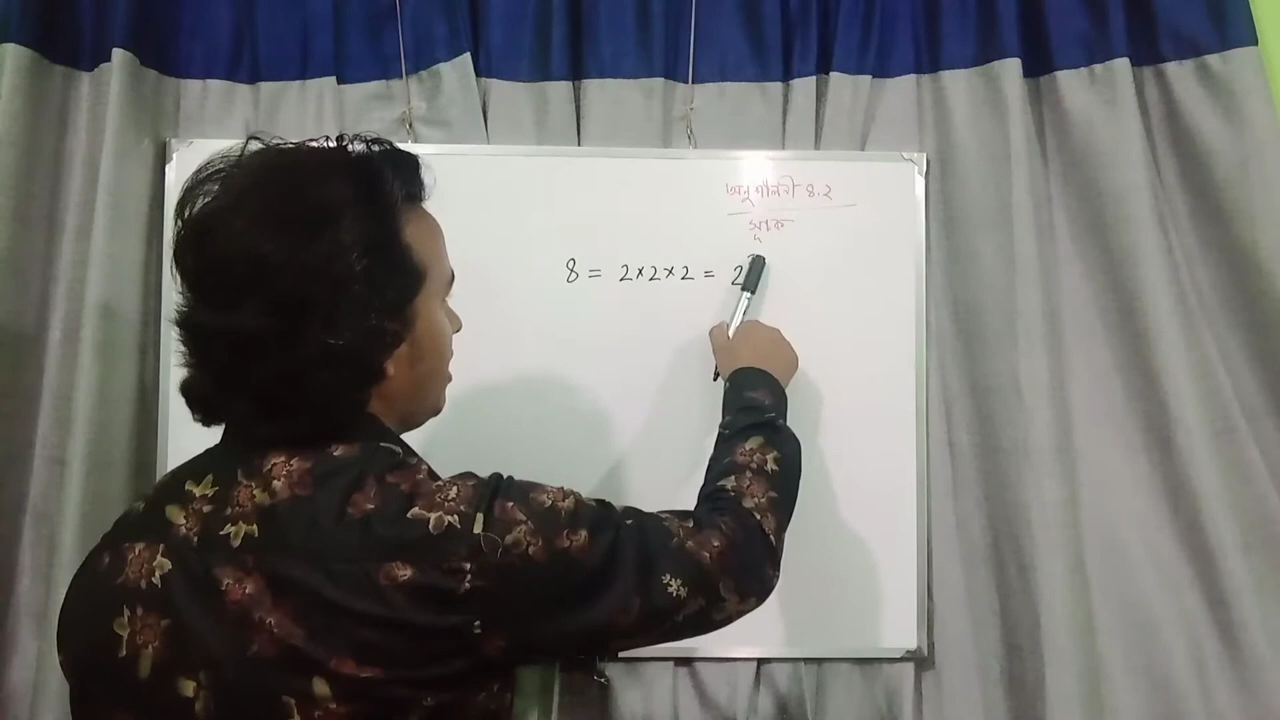 অনুশীলনী ৪.২
সূচক
8 = 2×2×2 = 2